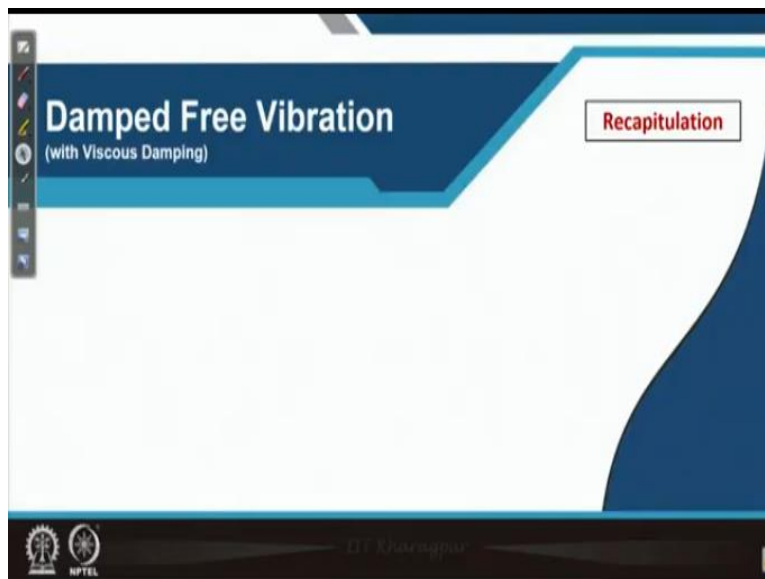 Damped Free Vibration
(with Viscous Damping)
Recapitulation
IIT Kharagpur
NPTEL